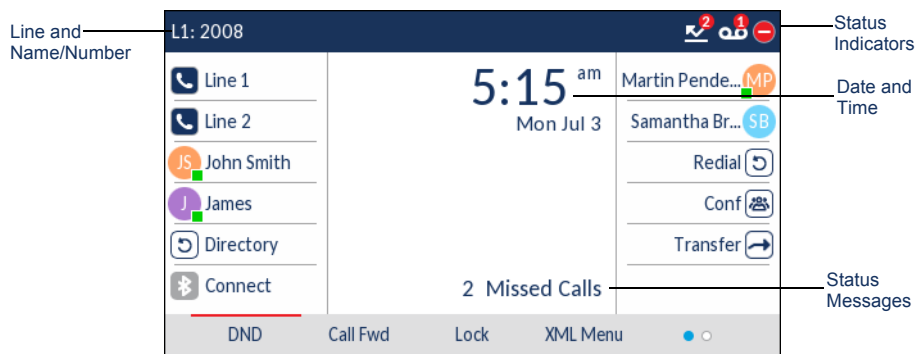 Line and
Name/Number
L1: 2008
2
1
Status
Indicators
Line 1
Line 2
JS John Smith
J James
Directory
Connect
5:15 am
Mon Jul 3
2 Missed Calls
Martin Pende... MP
Samantha Br... SB
Redial
Conf
Transfer
Date and
Time
Status
Messages
DND Call Fwd Lock XML Menu